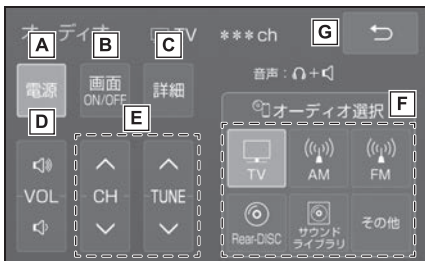 オーディオ TV ***ch G
A B C
音声：+
電源 画面 ON/OFF 詳細
オーディオ選択 F
D E
TV AM FM
VOL CH TUNE
Rear-DISC サウンド ライブラリ その他